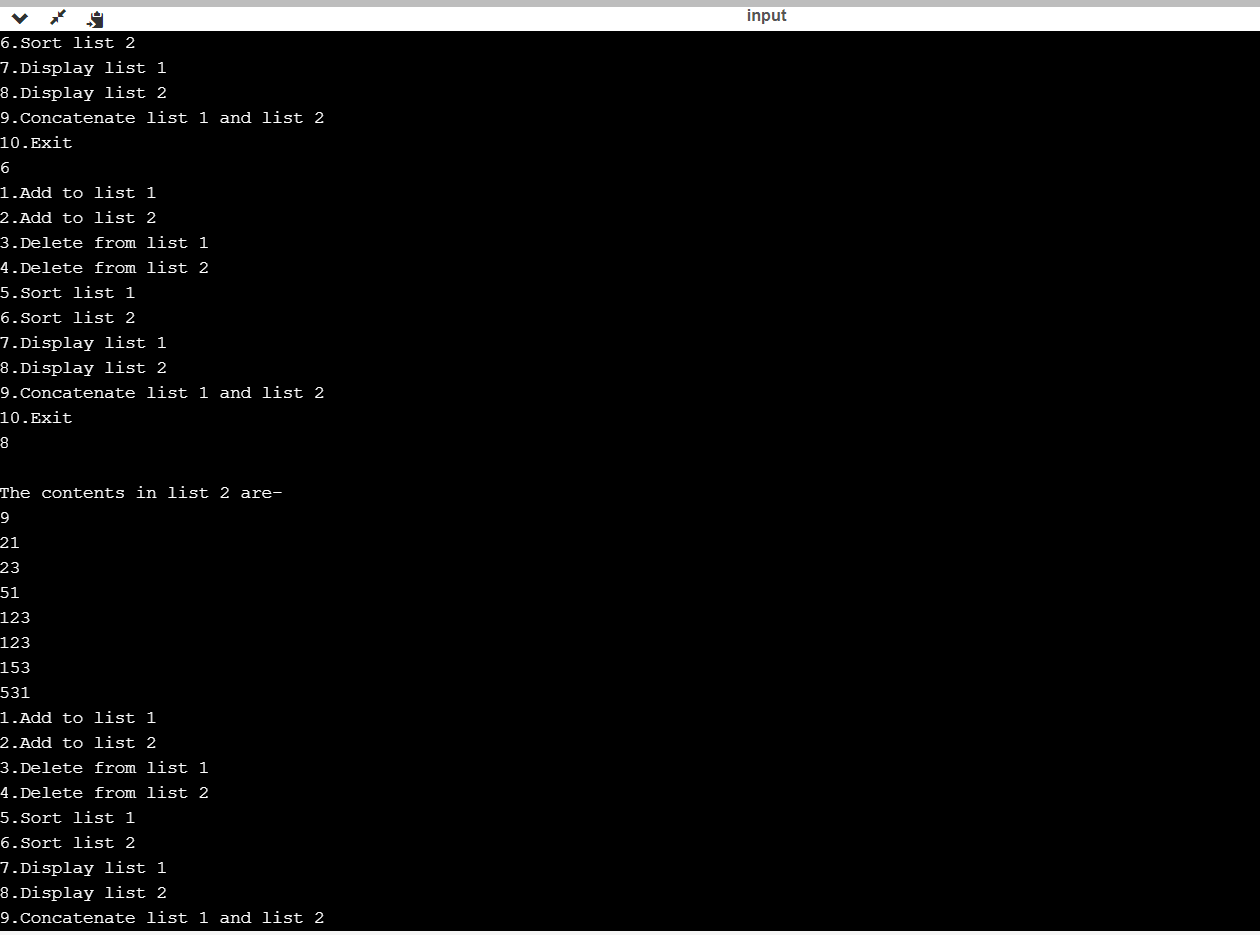 input
6.Sort list 2
7.Display list 1
8.Display list 2
9.Concatenate list 1 and list 2
10.Exit
6
1.Add to list 1
2.Add to list 2
3.Delete from list 1
4.Delete from list 2
5.Sort list 1
6.Sort list 2
7.Display list 1
8.Display list 2
9.Concatenate list 1 and list 2
10.Exit
8

The contents in list 2 are-
9
21
23
51
123
123
153
531
1.Add to list 1
2.Add to list 2
3.Delete from list 1
4.Delete from list 2
5.Sort list 1
6.Sort list 2
7.Display list 1
8.Display list 2
9.Concatenate list 1 and list 2